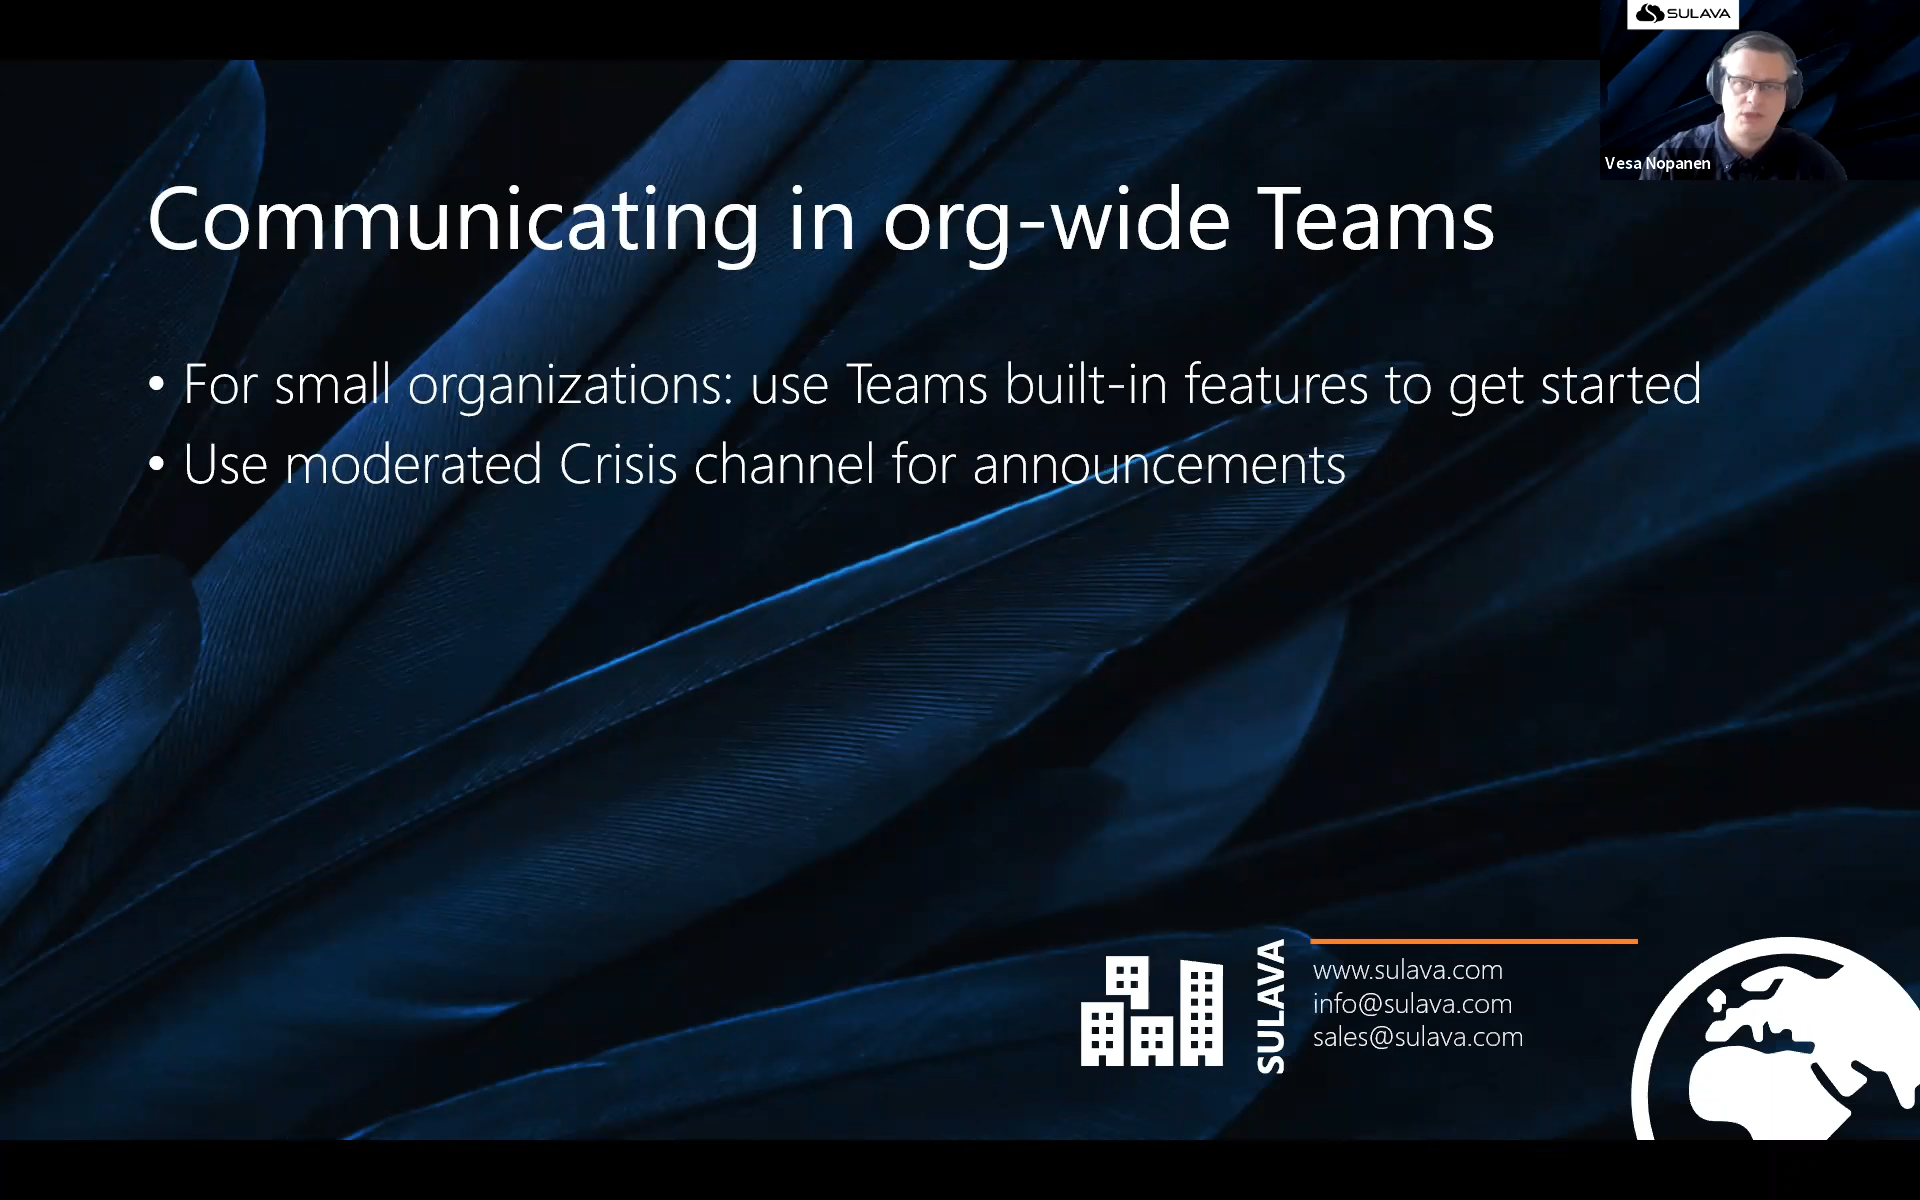 SULAVA
Vesa Nopanen
Communicating in org-wide Teams
• For small organizations: use Teams built-in features to get started
• Use moderated Crisis channel for announcements
SULAVA
www.sulava.com
info@sulava.com
sales@sulava.com